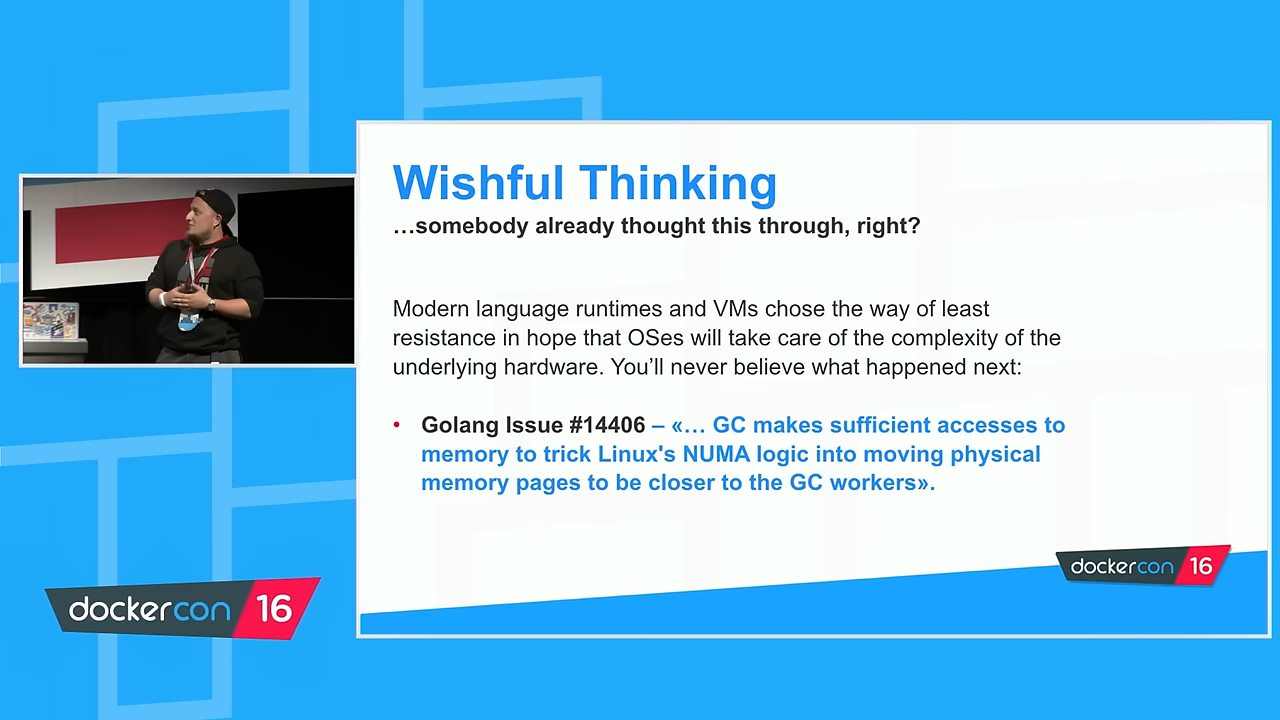 Wishful Thinking
…somebody already thought this through, right?
Modern language runtimes and VMs chose the way of least
resistance in hope that OSes will take care of the complexity of the
underlying hardware. You’ll never believe what happened next:
• Golang Issue #14406 – «… GC makes sufficient accesses to
memory to trick Linux's NUMA logic into moving physical
memory pages to be closer to the GC workers».
dockercon 16
dockercon 16